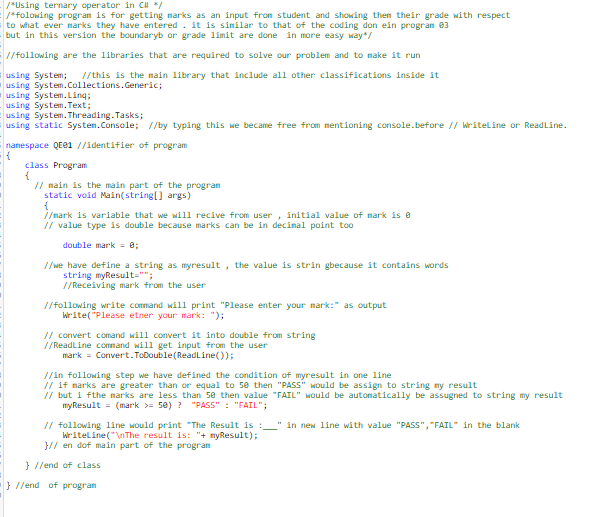 /*Using ternary operator in C# */
/*folowing program is for getting marks as an input from student and showing them their grade with respect
to what ever marks they have entered . it is similar to that of the coding don ein program 03
but in this version the boundaryb or grade limit are done  in more easy way*/
//following are the libraries that are required to solve our problem and to make it run
using System;   //this is the main library that include all other classifications inside it
using System.Collections.Generic;
using System.Linq;
using System.Text;
using System.Threading.Tasks;
using static System.Console;  //by typing this we became free from mentioning console.before // WriteLine or ReadLine.
namespace QE01 //identifier of program
{
class Program
{
// main is the main part of the program
static void Main(string[] args)
{
//mark is variable that we will recive from user , initial value of mark is 0
// value type is double because marks can be in decimal point too
double mark = 0;
//we have define a string as myresult , the value is strin gbecause it contains words
string myResult="";
//Receiving mark from the user
//following write command will print "Please enter your mark:" as output
Write("Please etner your mark: ");
// convert comand will convert it into double from string
//ReadLine command will get input from the user
mark = Convert.ToDouble(ReadLine());
//in following step we have defined the condition of myresult in one line
// if marks are greater than or equal to 50 then "PASS" would be assign to string my result
// but i fthe marks are less than 50 then value "FAIL" would be automatically be assugned to string my result
myResult = (mark >= 50) ?  "PASS" : "FAIL";
// following line would print "The Result is :___" in new line with value "PASS","FAIL" in the blank
WriteLine("\nThe result is: "+ myResult);
}// en dof main part of the program
} //end of class
} //end  of program